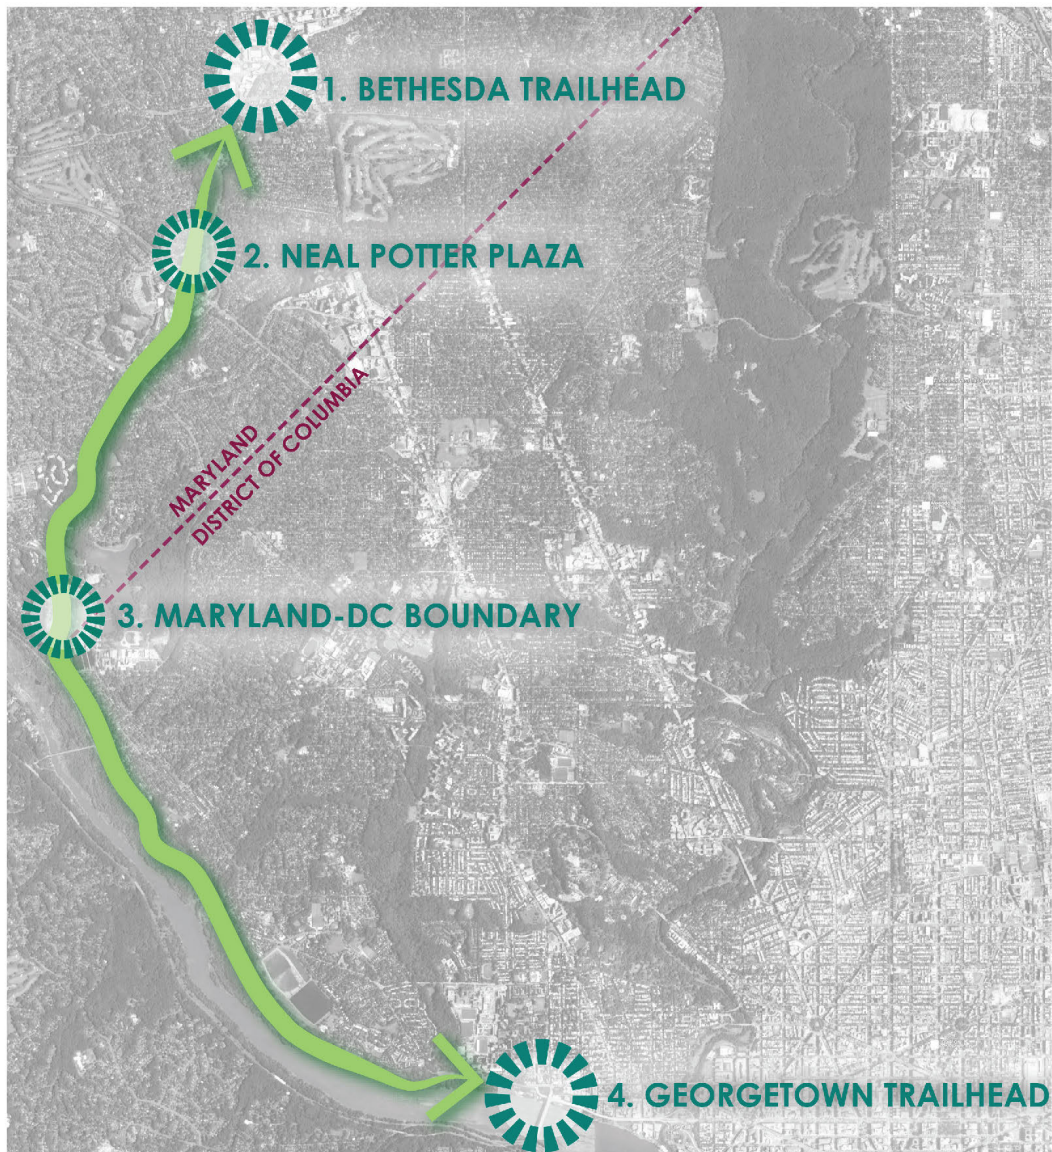 1. BETHESDA TRAILHEAD
2. NEAL POTTER PLAZA
MARYLAND
DISTRICT OF COLUMBIA
3. MARYLAND-DC BOUNDARY
4. GEORGETOWN TRAILHEAD